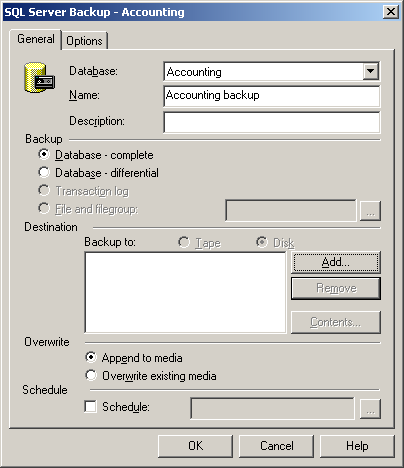 SQL Server Backup - Accounting
General Options
Database: Accounting
Name: Accounting backup
Description:
Backup
Database - complete
Database - differential
Transaction log
File and filegroup: ...
Destination
Backup to: Tape Disk
Add...
Remove
Contents...
Overwrite
Append to media
Overwrite existing media
Schedule
Schedule: ...
OK Cancel Help